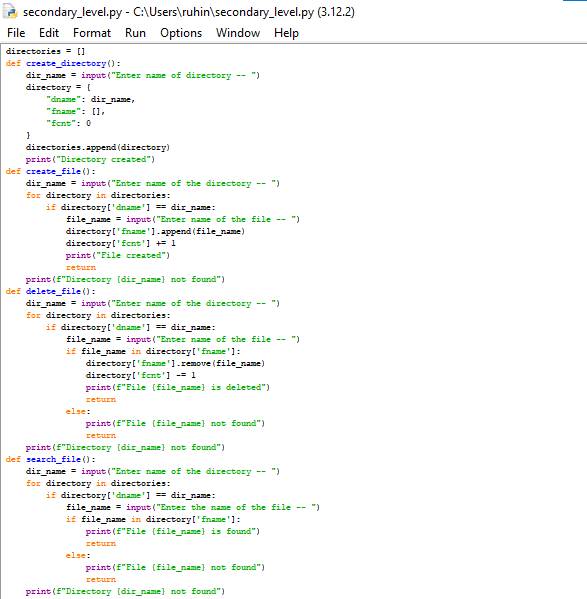 secondary_level.py - C:\Users\ruhin\secondary_level.py (3.12.2)
File Edit Format Run Options Window Help
directories = []
def create_directory():
    dir_name = input("Enter name of directory -- ")
    directory = {
        "dname": dir_name,
        "fname": [],
        "fcnt": 0
    }
    directories.append(directory)
    print("Directory created")
def create_file():
    dir_name = input("Enter name of the directory -- ")
    for directory in directories:
        if directory['dname'] == dir_name:
            file_name = input("Enter name of the file -- ")
            directory['fname'].append(file_name)
            directory['fcnt'] += 1
            print("File created")
            return
    print(f"Directory {dir_name} not found")
def delete_file():
    dir_name = input("Enter name of the directory -- ")
    for directory in directories:
        if directory['dname'] == dir_name:
            file_name = input("Enter name of the file -- ")
            if file_name in directory['fname']:
                directory['fname'].remove(file_name)
                directory['fcnt'] -= 1
                print(f"File {file_name} is deleted")
                return
            else:
                print(f"File {file_name} not found")
                return
    print(f"Directory {dir_name} not found")
def search_file():
    dir_name = input("Enter name of the directory -- ")
    for directory in directories:
        if directory['dname'] == dir_name:
            file_name = input("Enter the name of the file -- ")
            if file_name in directory['fname']:
                print(f"File {file_name} is found")
                return
            else:
                print(f"File {file_name} not found")
                return
    print(f"Directory {dir_name} not found")